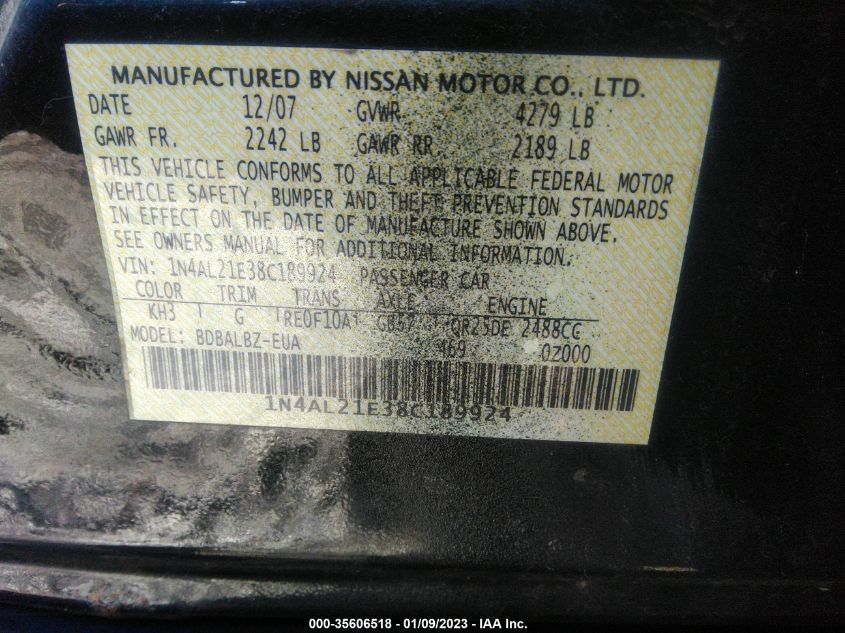 MANUFACTURED BY NISSAN MOTOR CO., LTD.
DATE 12/07 GVWR 4279 LB
GAWR FR. 2242 LB GAWR RR 2189 LB
THIS VEHICLE CONFORMS TO ALL APPLICABLE FEDERAL MOTOR
VEHICLE SAFETY, BUMPER AND THEFT PREVENTION STANDARDS
IN EFFECT ON THE DATE OF MANUFACTURE SHOWN ABOVE.
SEE OWNERS MANUAL FOR ADDITIONAL INFORMATION.
VIN: 1N4AL21E38C189924 PASSENGER CAR
COLOR TRIM TRANS AXLE ENGINE
KH3 G RE0F10A GB57 QR25DE 2488CC
MODEL: BDBALBZ-EUA 469 0Z000
1N4AL21E38C189924
000-35606518 - 01/09/2023 - IAA Inc.